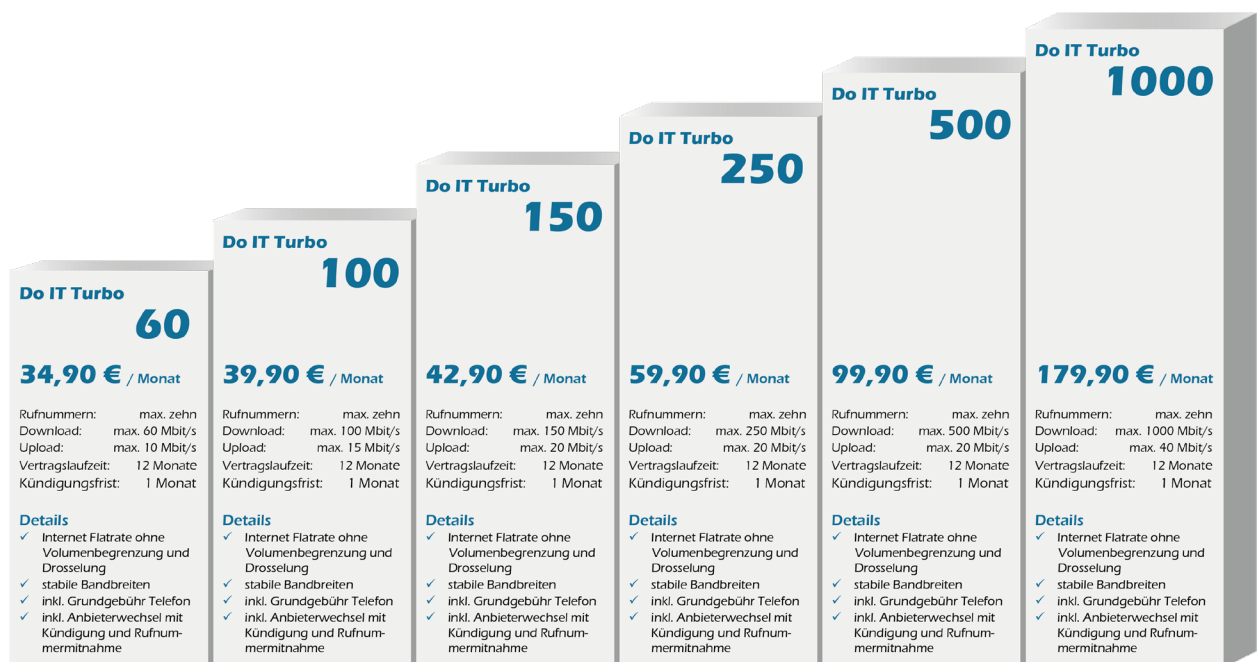 Do IT Turbo
60
34,90 € / Monat
Rufnummern: max. zehn
Download: max. 60 Mbit/s
Upload: max. 10 Mbit/s
Vertragslaufzeit: 12 Monate
Kündigungsfrist: 1 Monat
Details
✓ Internet Flatrate ohne
Volumenbegrenzung und
Drosselung
✓ stabile Bandbreiten
✓ inkl. Grundgebühr Telefon
✓ inkl. Anbieterwechsel mit
Kündigung und Rufnum-
mermitnahme
Do IT Turbo
100
39,90 € / Monat
Rufnummern: max. zehn
Download: max. 100 Mbit/s
Upload: max. 15 Mbit/s
Vertragslaufzeit: 12 Monate
Kündigungsfrist: 1 Monat
Details
✓ Internet Flatrate ohne
Volumenbegrenzung und
Drosselung
✓ stabile Bandbreiten
✓ inkl. Grundgebühr Telefon
✓ inkl. Anbieterwechsel mit
Kündigung und Rufnum-
mermitnahme
Do IT Turbo
150
42,90 € / Monat
Rufnummern: max. zehn
Download: max. 150 Mbit/s
Upload: max. 20 Mbit/s
Vertragslaufzeit: 12 Monate
Kündigungsfrist: 1 Monat
Details
✓ Internet Flatrate ohne
Volumenbegrenzung und
Drosselung
✓ stabile Bandbreiten
✓ inkl. Grundgebühr Telefon
✓ inkl. Anbieterwechsel mit
Kündigung und Rufnum-
mermitnahme
Do IT Turbo
250
59,90 € / Monat
Rufnummern: max. zehn
Download: max. 250 Mbit/s
Upload: max. 20 Mbit/s
Vertragslaufzeit: 12 Monate
Kündigungsfrist: 1 Monat
Details
✓ Internet Flatrate ohne
Volumenbegrenzung und
Drosselung
✓ stabile Bandbreiten
✓ inkl. Grundgebühr Telefon
✓ inkl. Anbieterwechsel mit
Kündigung und Rufnum-
mermitnahme
Do IT Turbo
500
99,90 € / Monat
Rufnummern: max. zehn
Download: max. 500 Mbit/s
Upload: max. 20 Mbit/s
Vertragslaufzeit: 12 Monate
Kündigungsfrist: 1 Monat
Details
✓ Internet Flatrate ohne
Volumenbegrenzung und
Drosselung
✓ stabile Bandbreiten
✓ inkl. Grundgebühr Telefon
✓ inkl. Anbieterwechsel mit
Kündigung und Rufnum-
mermitnahme
Do IT Turbo
1000
179,90 € / Monat
Rufnummern: max. zehn
Download: max. 1000 Mbit/s
Upload: max. 40 Mbit/s
Vertragslaufzeit: 12 Monate
Kündigungsfrist: 1 Monat
Details
✓ Internet Flatrate ohne
Volumenbegrenzung und
Drosselung
✓ stabile Bandbreiten
✓ inkl. Grundgebühr Telefon
✓ inkl. Anbieterwechsel mit
Kündigung und Rufnum-
mermitnahme